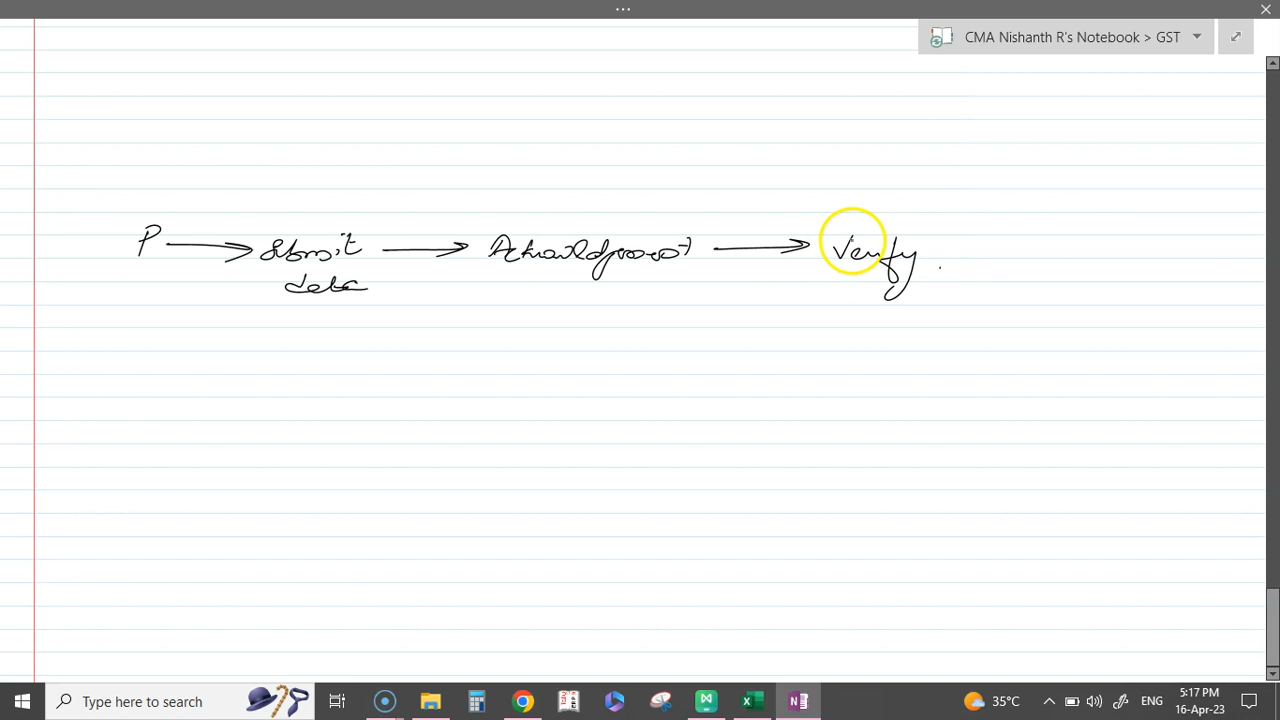 ...
CMA Nishanth R's Notebook > GST
P → Submit → Acknowledgement → Verify
data
Type here to search
35°C
ENG
5:17 PM
16-Apr-23